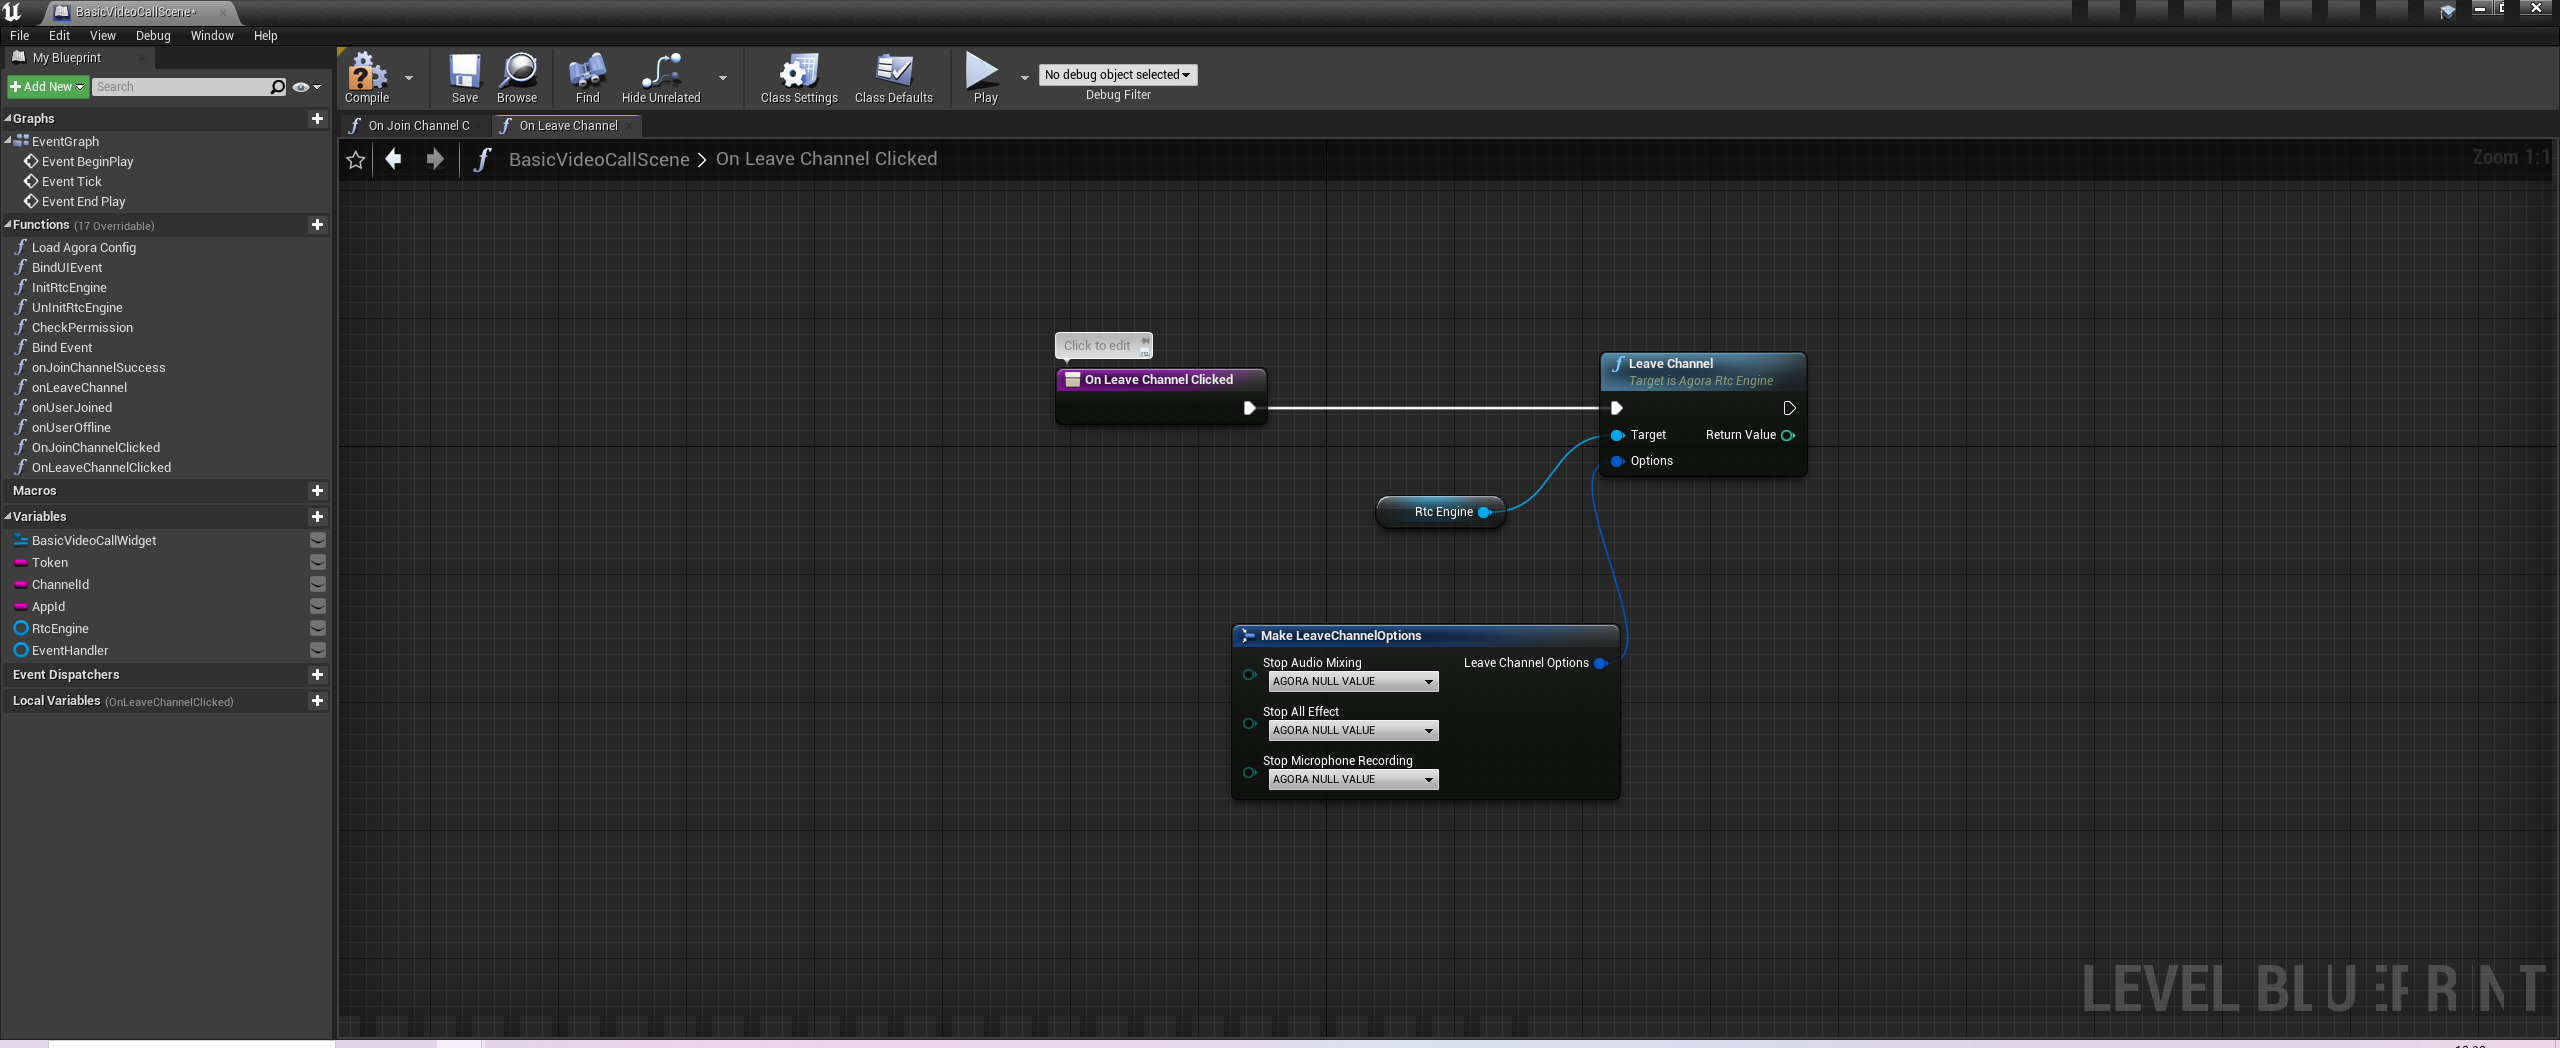 BasicVideoCallScene*
File Edit View Debug Window Help
My Blueprint
Add New
Search
Graphs
EventGraph
Event BeginPlay
Event Tick
Event End Play
Functions (17 Overridable)
Load Agora Config
BindUIEvent
InitRtcEngine
UnInitRtcEngine
CheckPermission
Bind Event
onJoinChannelSuccess
onLeaveChannel
onUserJoined
onUserOffline
OnJoinChannelClicked
OnLeaveChannelClicked
Macros
Variables
BasicVideoCallWidget
Token
ChannelId
AppId
RtcEngine
EventHandler
Event Dispatchers
Local Variables (OnLeaveChannelClicked)
Compile
Save
Browse
Find
Hide Unrelated
Class Settings
Class Defaults
Play
No debug object selected
Debug Filter
On Join Channel C
On Leave Channel
BasicVideoCallScene > On Leave Channel Clicked
Zoom 1:1
Click to edit
On Leave Channel Clicked
Leave Channel
Target is Agora Rtc Engine
Target
Return Value
Options
Rtc Engine
Make LeaveChannelOptions
Stop Audio Mixing
Leave Channel Options
AGORA NULL VALUE
Stop All Effect
AGORA NULL VALUE
Stop Microphone Recording
AGORA NULL VALUE
LEVEL BLUEPRINT